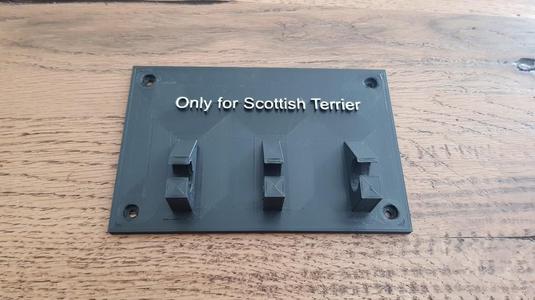 Only for Scottish Terrier